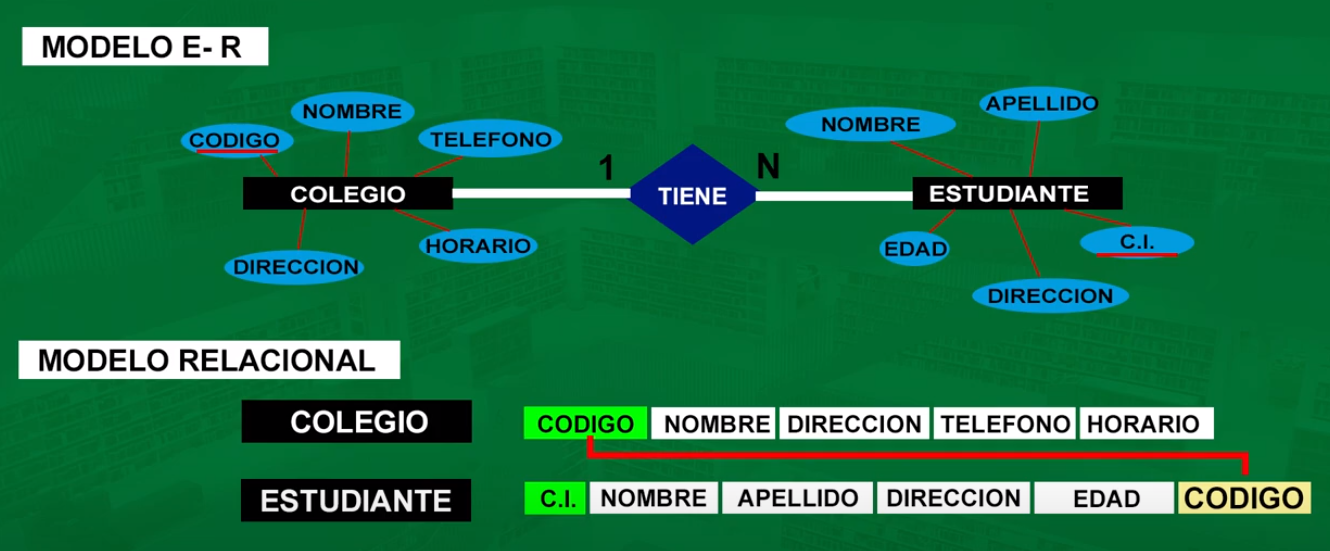 MODELO E- R
NOMBRE
CODIGO
TELEFONO
COLEGIO
DIRECCION
HORARIO
1
TIENE
N
APELLIDO
NOMBRE
ESTUDIANTE
EDAD
C.I.
DIRECCION
MODELO RELACIONAL
COLEGIO CODIGO NOMBRE DIRECCION TELEFONO HORARIO
ESTUDIANTE C.I. NOMBRE APELLIDO DIRECCION EDAD CODIGO